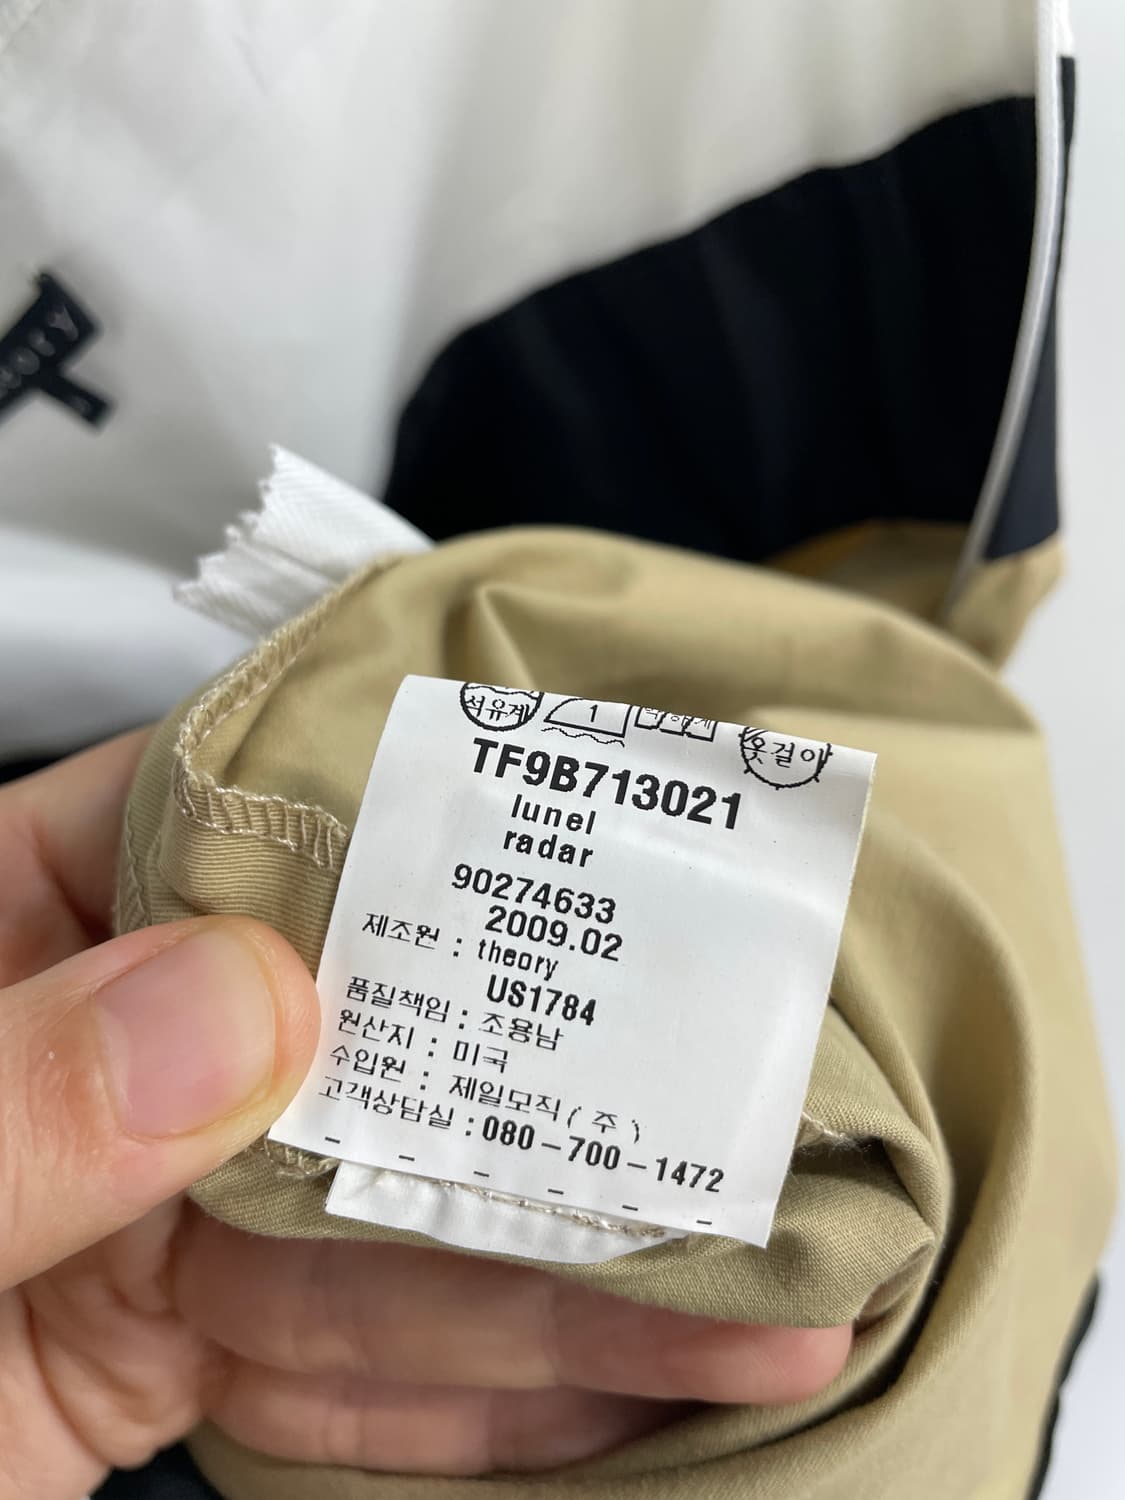 석유계
1
옷걸이
TF9B713021
lunel
radar
90274633
2009.02
제조원 : theory
US1784
품질책임 : 조용남
원산지 : 미국
수입원 : 제일모직(주)
고객상담실 : 080-700-1472